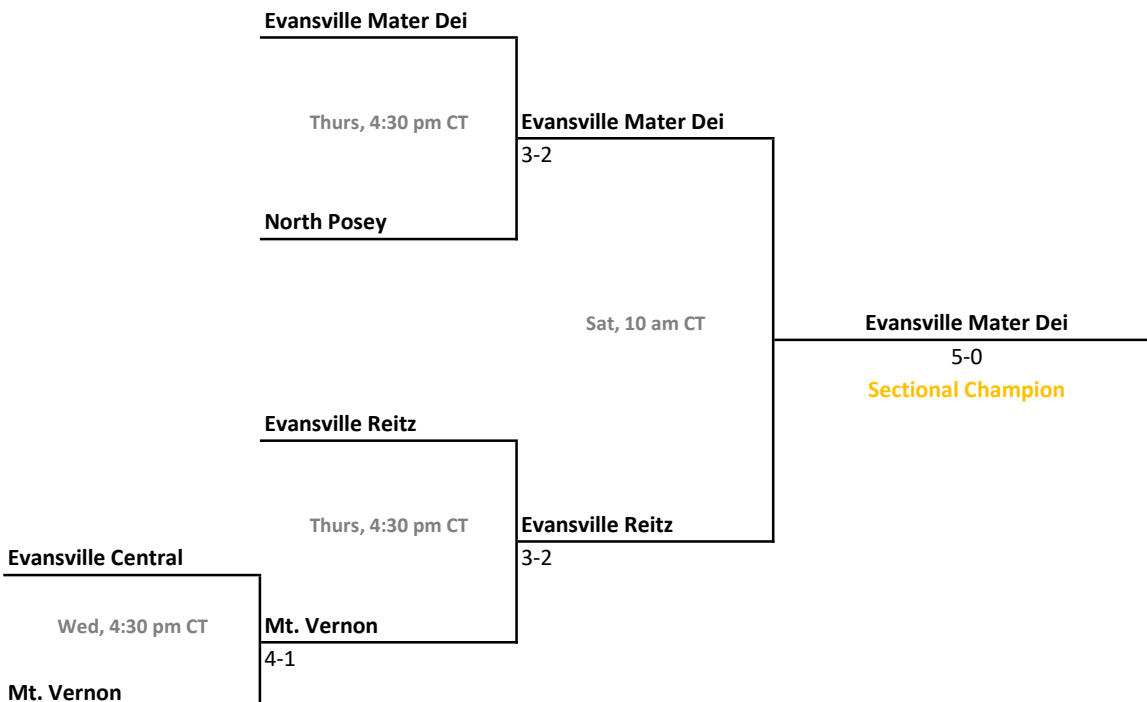 Evansville Mater Dei
Thurs, 4:30 pm CT
Evansville Mater Dei
3-2
North Posey
Sat, 10 am CT
Evansville Mater Dei
5-0
Sectional Champion
Evansville Reitz
Thurs, 4:30 pm CT
Evansville Reitz
3-2
Evansville Central
Wed, 4:30 pm CT
Mt. Vernon
4-1
Mt. Vernon